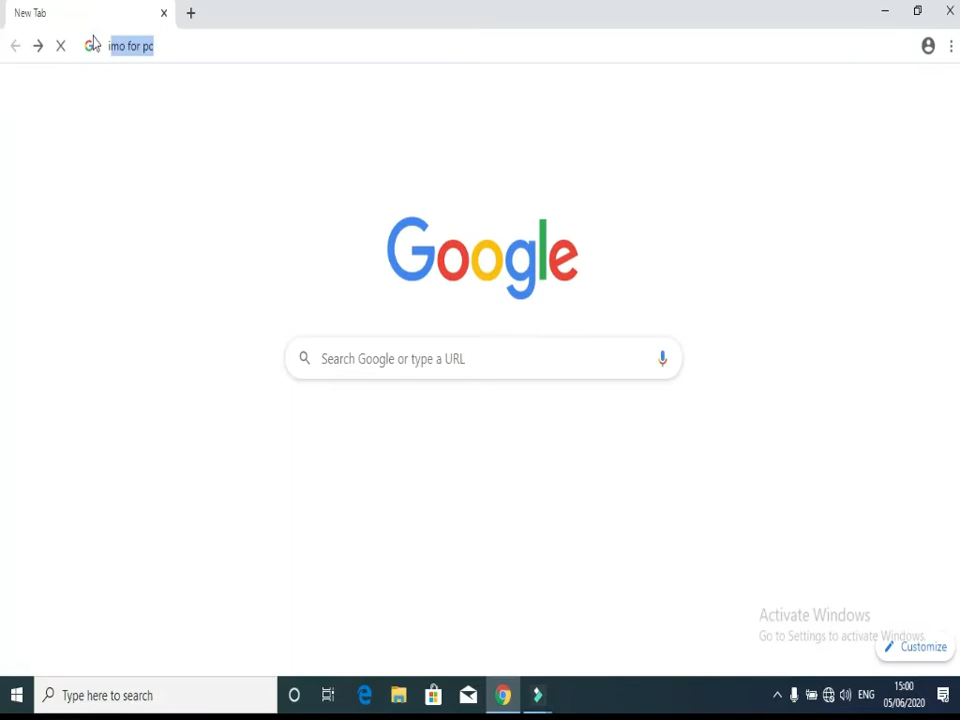 New Tab
imo for pc
Google
Search Google or type a URL
Activate Windows
Go to Settings to activate Windows.
Customize
Type here to search
ENG
15:00
05/06/2020